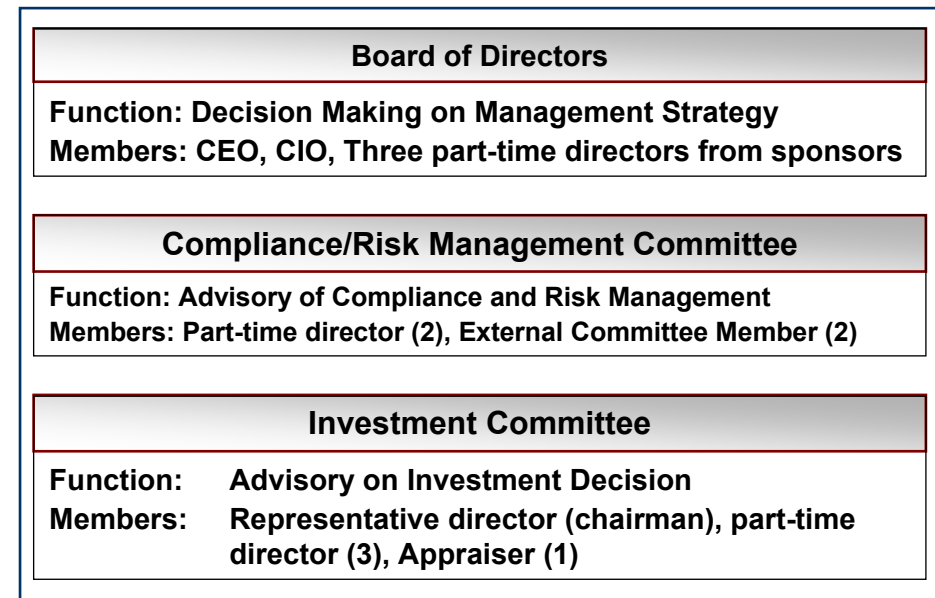 Board of Directors
Function: Decision Making on Management Strategy
Members: CEO, CIO, Three part-time directors from sponsors
Compliance/Risk Management Committee
Function: Advisory of Compliance and Risk Management
Members: Part-time director (2), External Committee Member (2)
Investment Committee
Function: Advisory on Investment Decision
Members: Representative director (chairman), part-time
director (3), Appraiser (1)